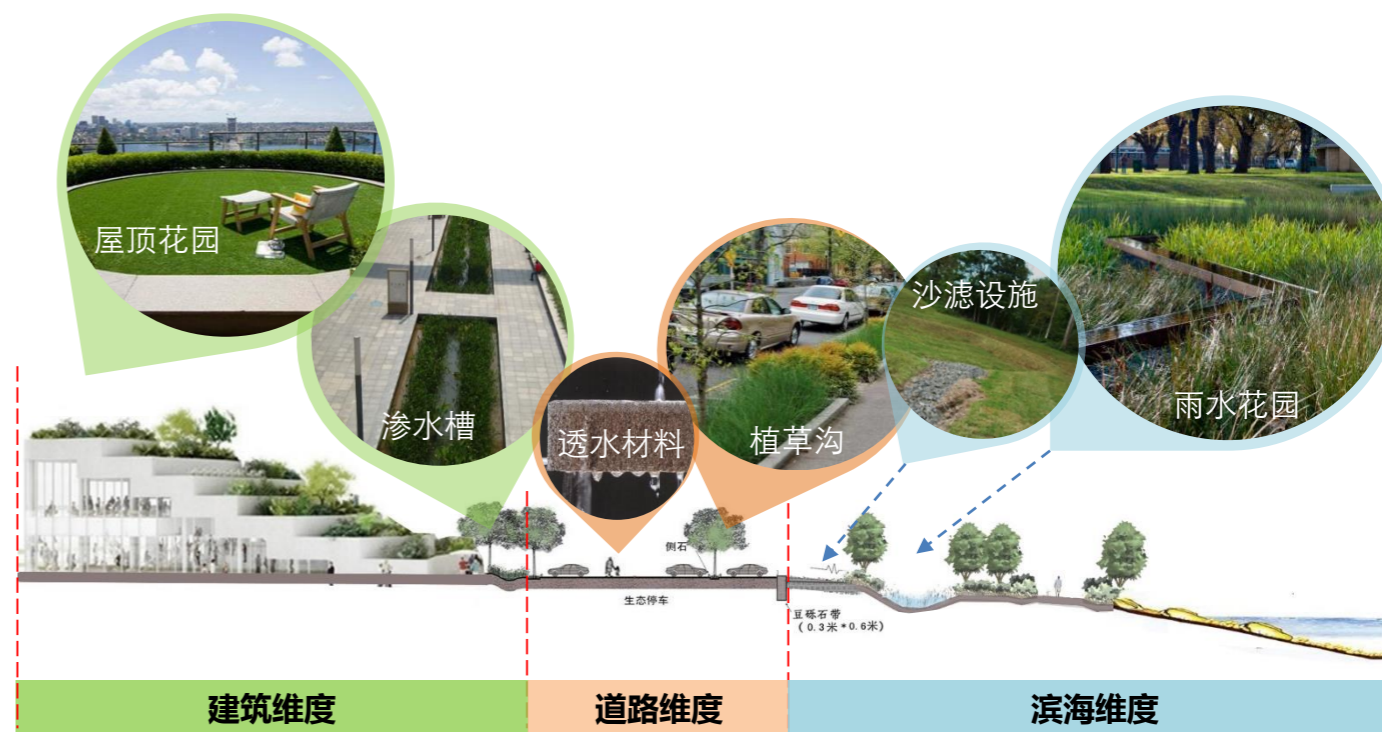 屋顶花园
渗水槽
透水材料
植草沟
沙滤设施
雨水花园
侧石
生态停车
豆砾石带
（0.3米*0.6米）
建筑维度
道路维度
滨海维度